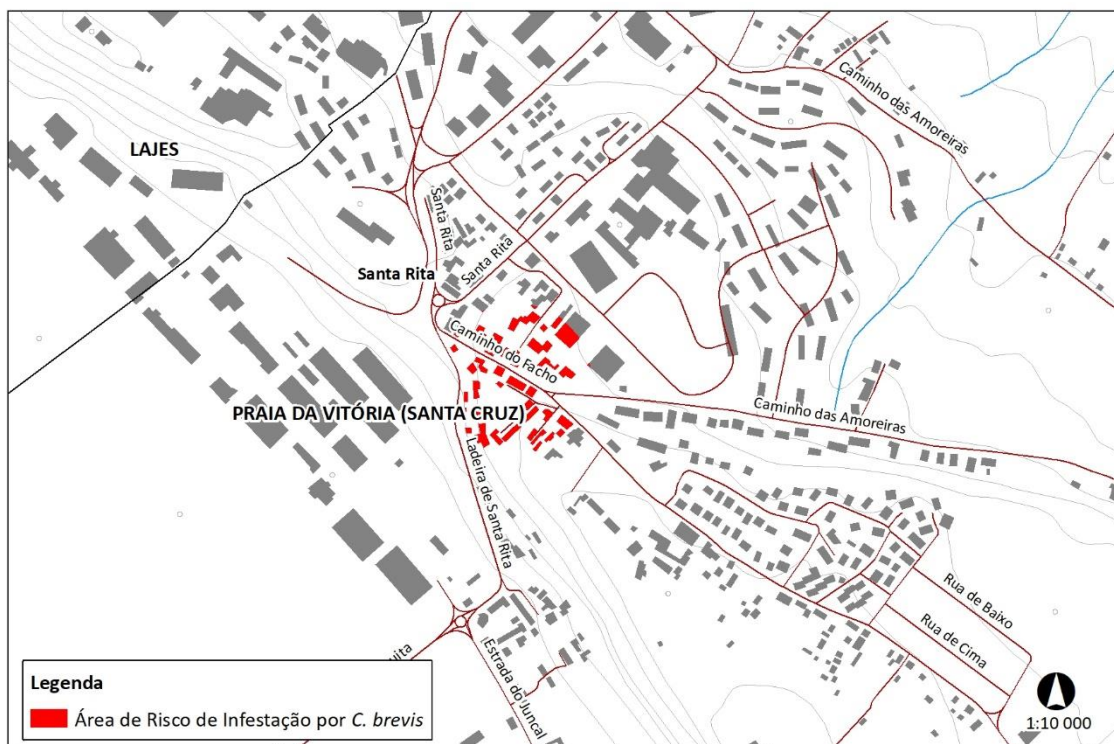 Caminho das Amoreiras
LAJES
Santa Rita
Santa Rita
Santa Rita
Caminho do Facho
PRAIA DA VITÓRIA (SANTA CRUZ)
Caminho das Amoreiras
Ladeira de Santa Rita
Rua de Baixo
Rua de Cima
Estrada do Juncal
Legenda
Área de Risco de Infestação por C. brevis
1:10 000